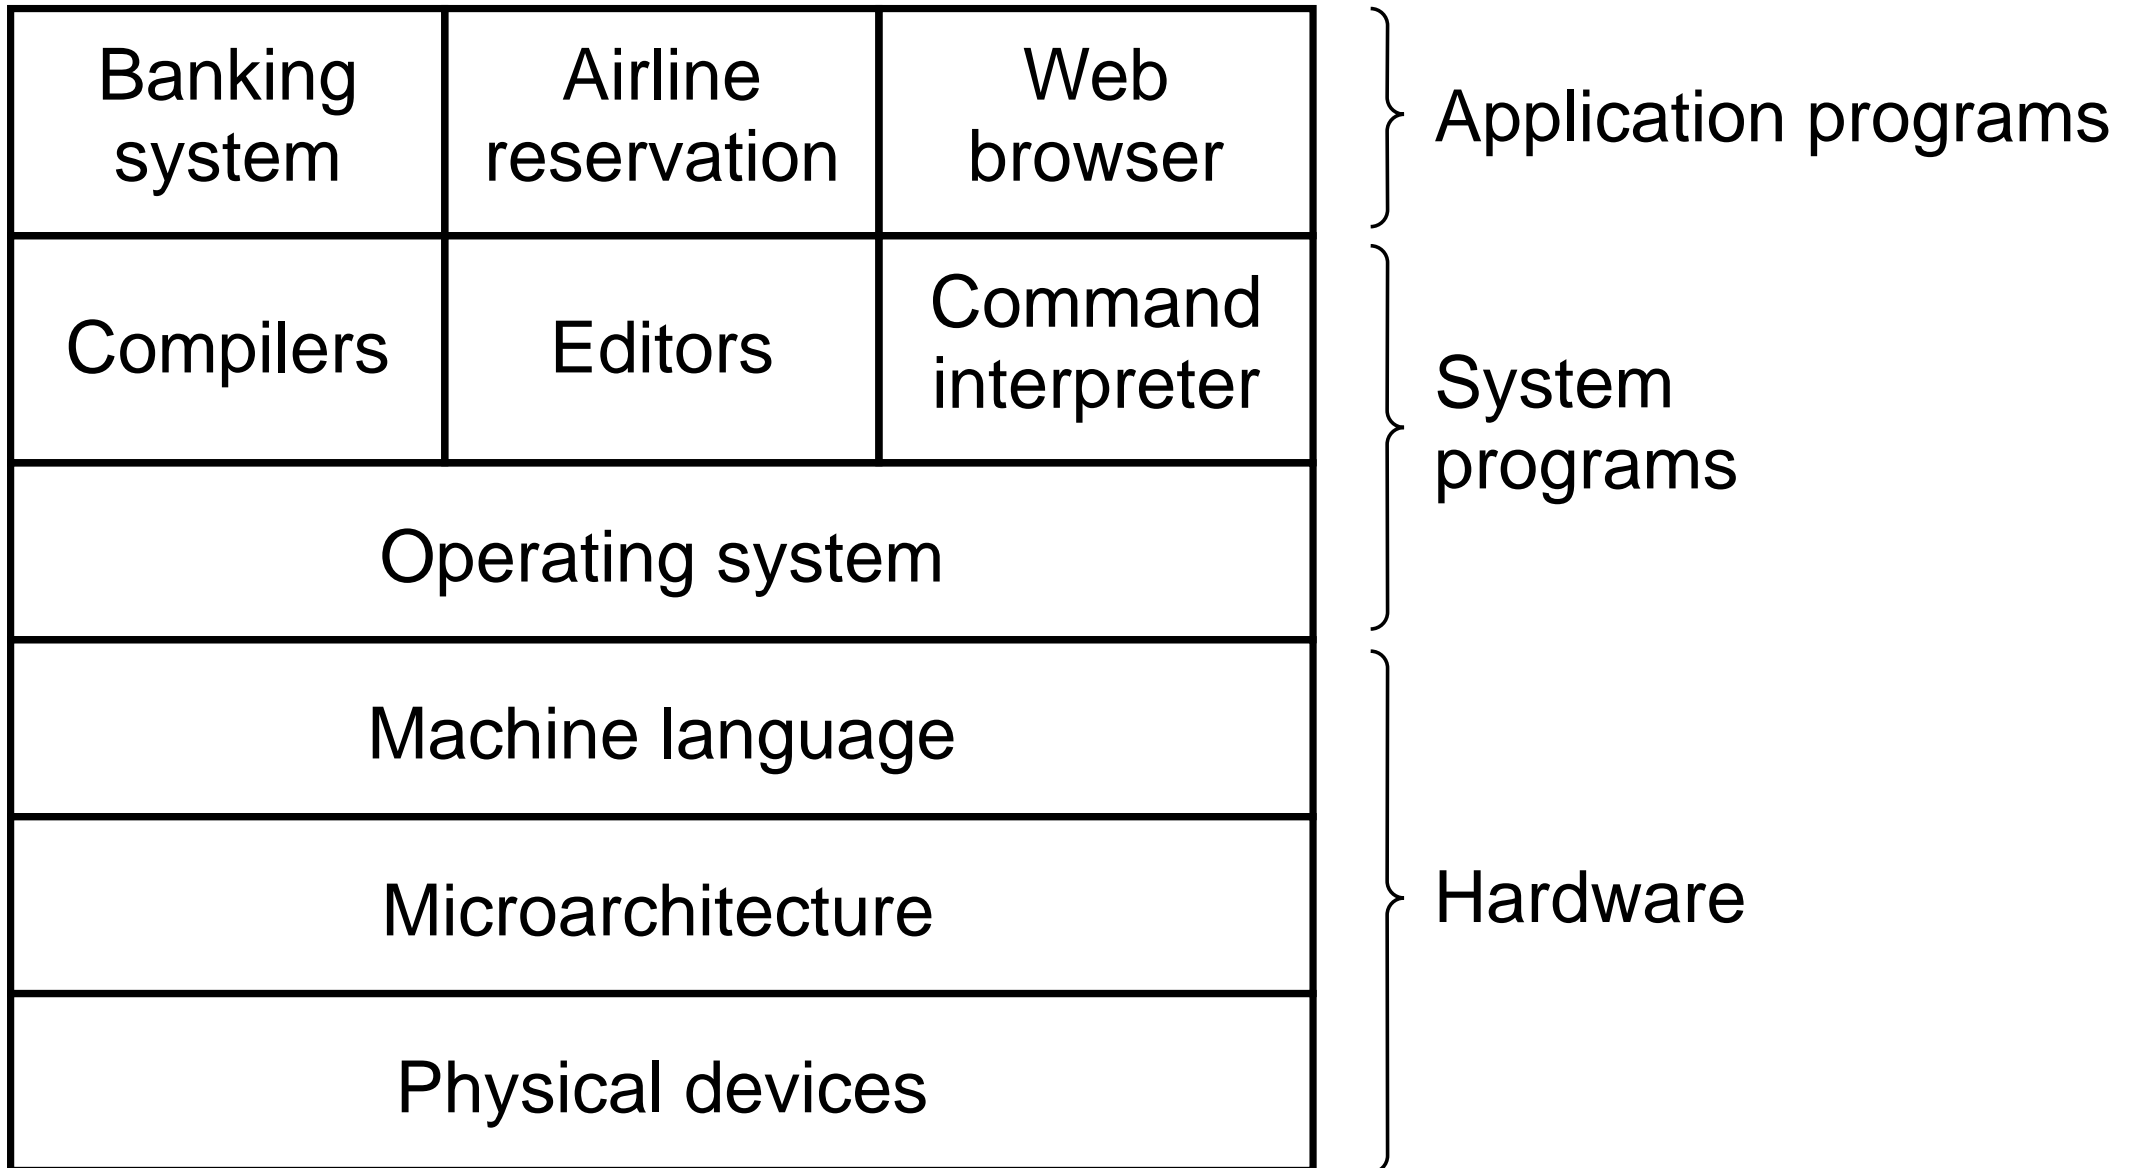 Banking system
Airline reservation
Web browser
Application programs
Compilers
Editors
Command interpreter
System programs
Operating system
Machine language
Microarchitecture
Hardware
Physical devices